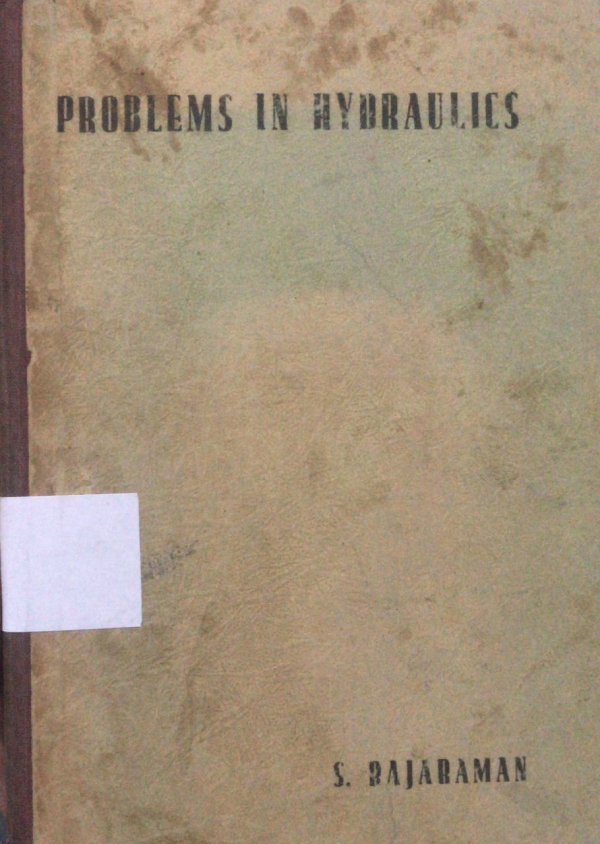 PROBLEMS IN HYDRAULICS
S. RAJARAMAN